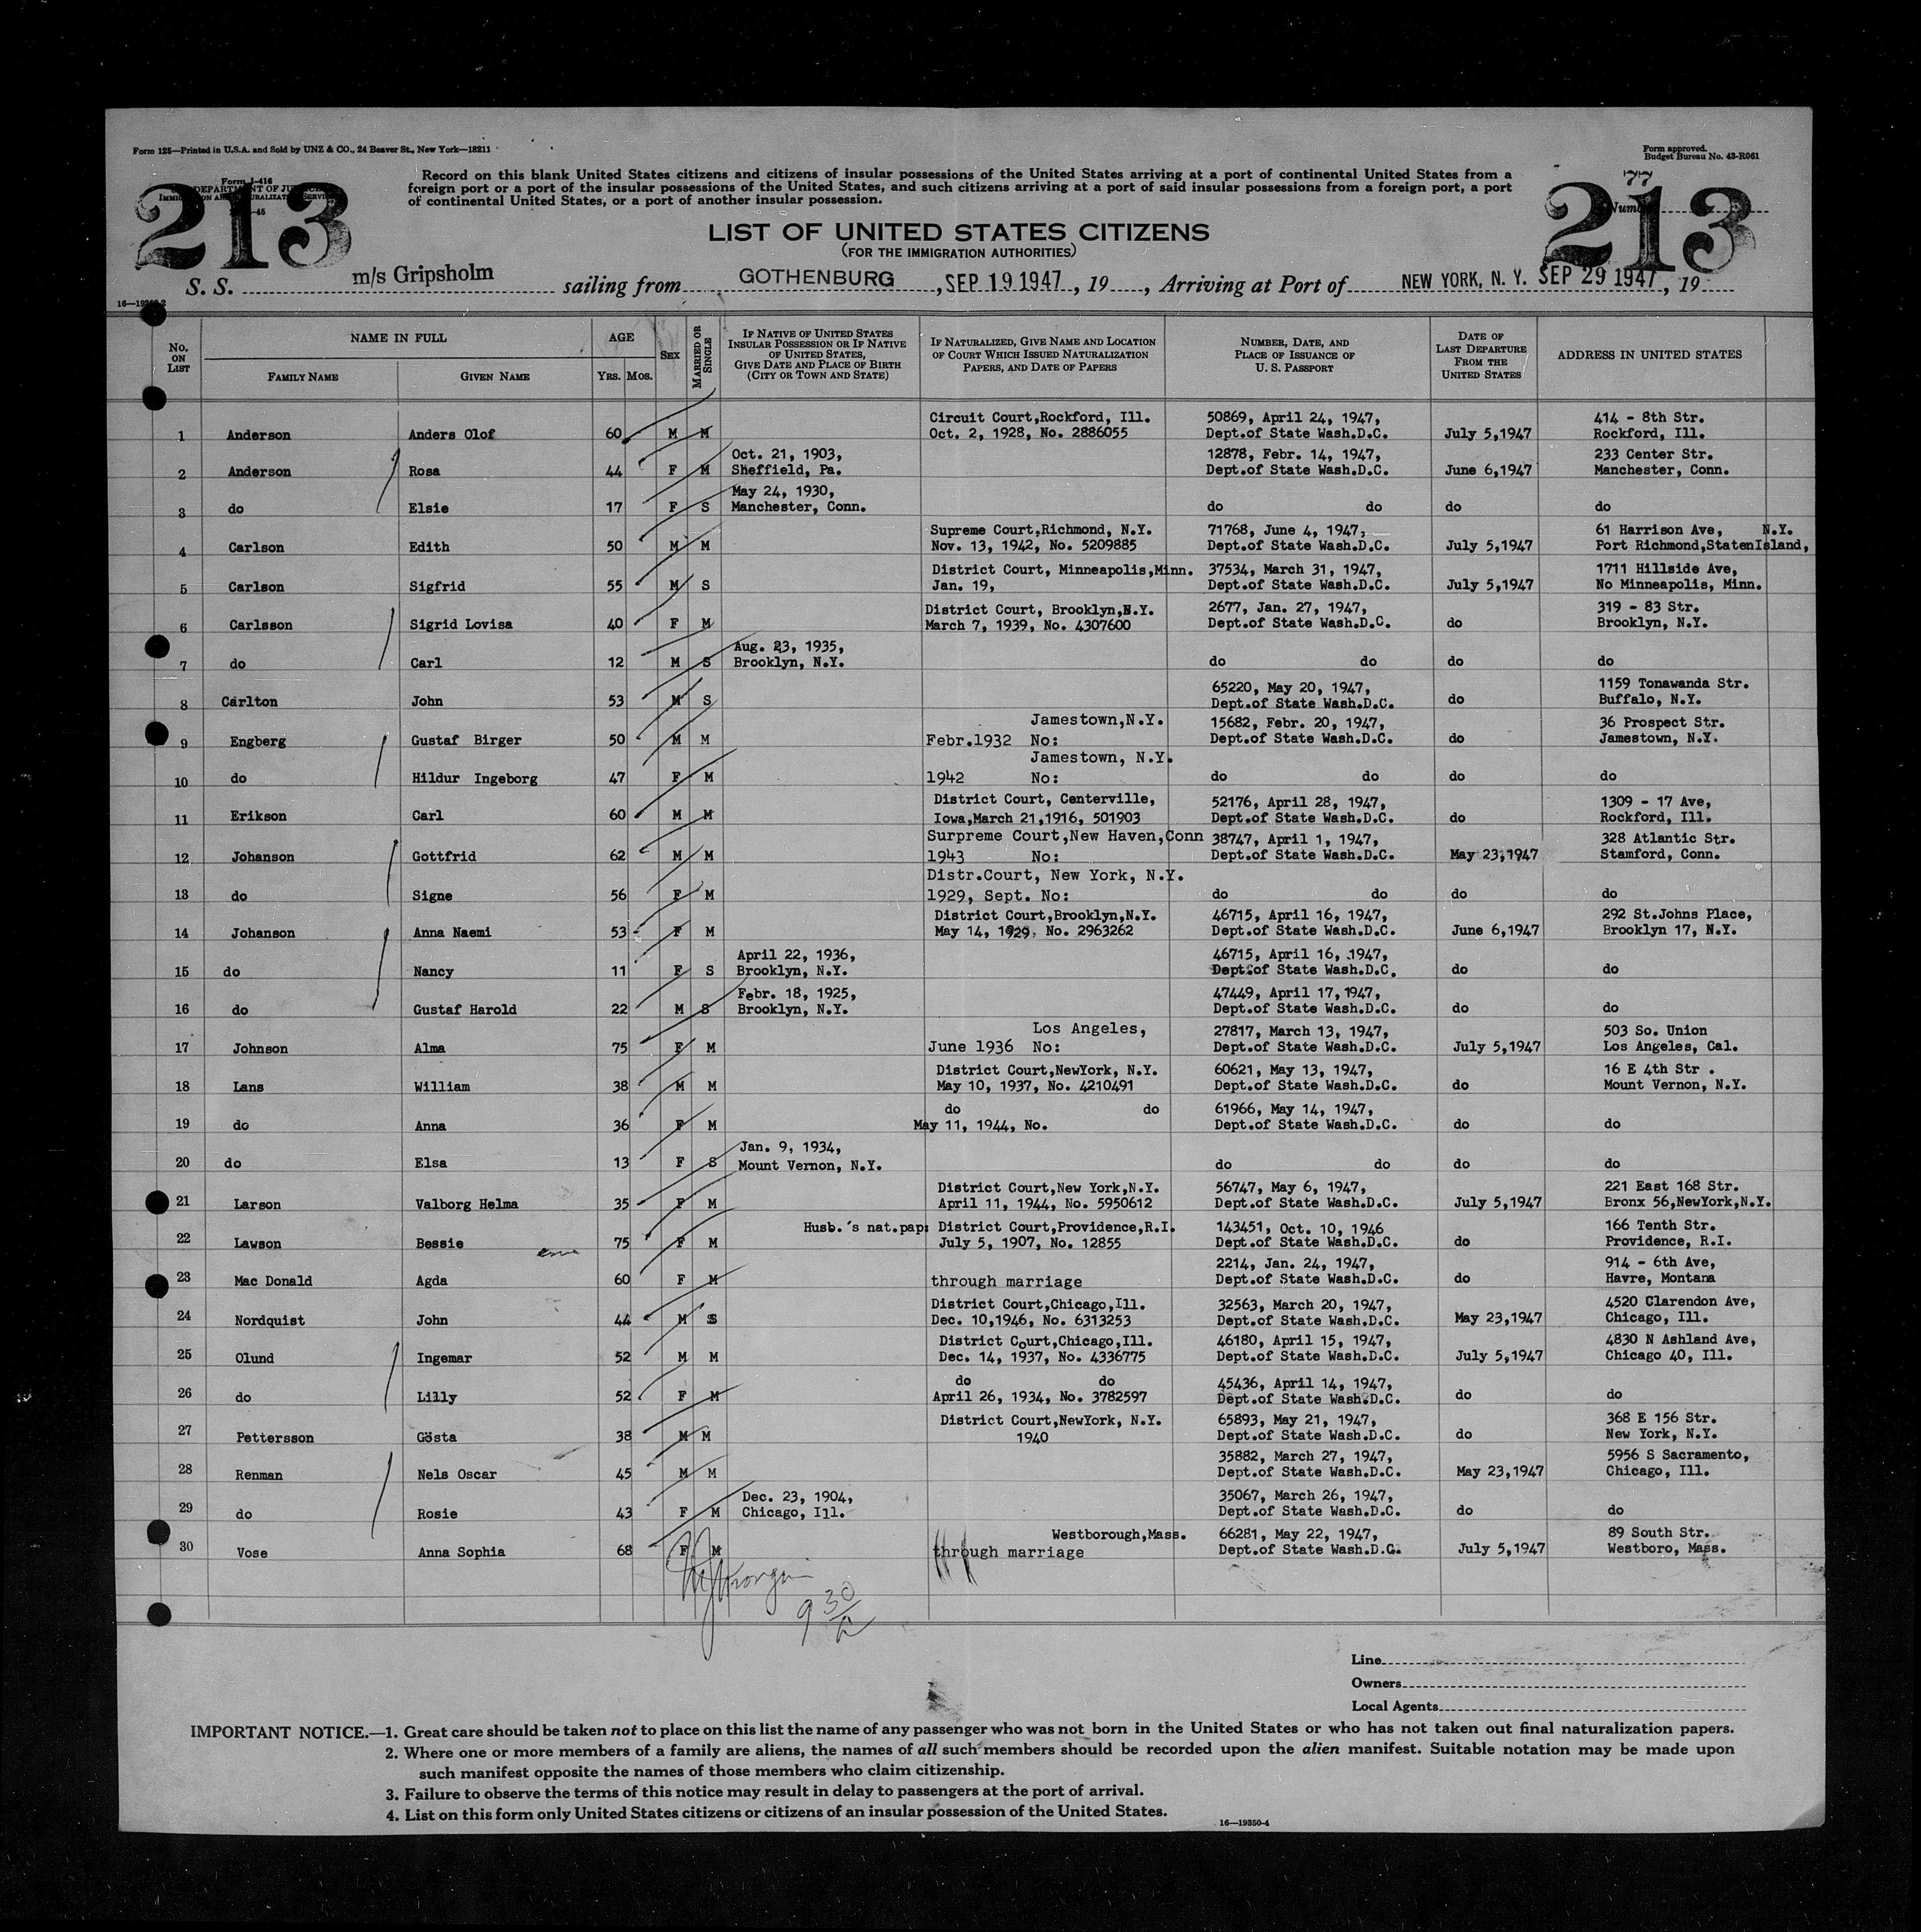 Form 125—Printed in U.S.A. and Sold by UNZ & CO., 24 Beaver St., New York—18211
Form approved.
Budget Bureau No. 43-R061
Form I-416
213
77
213
Record on this blank United States citizens and citizens of insular possessions of the United States arriving at a port of continental United States from a
foreign port or a port of the insular possessions of the United States, and such citizens arriving at a port of said insular possessions from a foreign port, a port
of continental United States, or a port of another insular possession.
LIST OF UNITED STATES CITIZENS
(FOR THE IMMIGRATION AUTHORITIES)
S. S. m/s Gripsholm sailing from GOTHENBURG, SEP 19 1947, 19, Arriving at Port of NEW YORK, N. Y. SEP 29 1947, 19
No. ON LIST NAME IN FULL FAMILY NAME GIVEN NAME AGE YRS. MOS. SEX MARRIED OR SINGLE IF NATIVE OF UNITED STATES INSULAR POSSESSION OR IF NATIVE OF UNITED STATES, GIVE DATE AND PLACE OF BIRTH (CITY OR TOWN AND STATE) IF NATURALIZED, GIVE NAME AND LOCATION OF COURT WHICH ISSUED NATURALIZATION PAPERS, AND DATE OF PAPERS NUMBER, DATE, AND PLACE OF ISSUANCE OF U. S. PASSPORT DATE OF LAST DEPARTURE FROM THE UNITED STATES ADDRESS IN UNITED STATES
Circuit Court,Rockford, Ill. 50869, April 24, 1947, 414 - 8th Str.
1 Anderson Anders Olof 60 M M Oct. 2, 1928, No. 2886055 Dept.of State Wash.D.C. July 5,1947 Rockford, Ill.
Oct. 21, 1903, 12878, Febr. 14, 1947, 233 Center Str.
2 Anderson Rosa 44 F M Sheffield, Pa. Dept.of State Wash.D.C. June 6,1947 Manchester, Conn.
May 24, 1930,
3 do Elsie 17 F S Manchester, Conn. do do do do
Supreme Court,Richmond, N.Y. 71768, June 4, 1947, 61 Harrison Ave, N.Y.
4 Carlson Edith 50 M M Nov. 13, 1942, No. 5209885 Dept.of State Wash.D.C. July 5,1947 Port Richmond,StatenIsland,
District Court, Minneapolis,Minn. 37534, March 31, 1947, 1711 Hillside Ave,
5 Carlson Sigfrid 55 M S Jan. 19, Dept.of State Wash.D.C. July 5,1947 No Minneapolis, Minn.
District Court, Brooklyn,N.Y. 2677, Jan. 27, 1947, 319 - 83 Str.
6 Carlsson Sigrid Lovisa 40 F M March 7, 1939, No. 4307600 Dept.of State Wash.D.C. do Brooklyn, N.Y.
Aug. 23, 1935,
7 do Carl 12 M S Brooklyn, N.Y. do do do do
65220, May 20, 1947, 1159 Tonawanda Str.
8 Carlton John 53 M S Dept.of State Wash.D.C. do Buffalo, N.Y.
Jamestown,N.Y. 15682, Febr. 20, 1947, 36 Prospect Str.
9 Engberg Gustaf Birger 50 M M Febr.1932 No: Dept.of State Wash.D.C. do Jamestown, N.Y.
Jamestown, N.Y.
10 do Hildur Ingeborg 47 F M 1942 No: do do do do
District Court, Centerville, 52176, April 28, 1947, 1309 - 17 Ave,
11 Erikson Carl 60 M M Iowa,March 21,1916, 501903 Dept.of State Wash.D.C. do Rockford, Ill.
Surpreme Court,New Haven,Conn 38747, April 1, 1947, 328 Atlantic Str.
12 Johanson Gottfrid 62 M M 1943 No: Dept.of State Wash.D.C. May 23,1947 Stamford, Conn.
Distr.Court, New York, N.Y.
13 do Signe 56 F M 1929, Sept. No: do do do do
District Court,Brooklyn,N.Y. 46715, April 16, 1947, 292 St.Johns Place,
14 Johanson Anna Naemi 53 F M May 14, 1929, No. 2963262 Dept.of State Wash.D.C. June 6,1947 Brooklyn 17, N.Y.
April 22, 1936, 46715, April 16, 1947,
15 do Nancy 11 F S Brooklyn, N.Y. Dept.of State Wash.D.C. do do
Febr. 18, 1925, 47449, April 17,1947,
16 do Gustaf Harold 22 M S Brooklyn, N.Y. Dept.of State Wash.D.C. do do
Los Angeles, 27817, March 13, 1947, 503 So. Union
17 Johnson Alma 75 F M June 1936 No: Dept.of State Wash.D.C. July 5,1947 Los Angeles, Cal.
District Court,NewYork, N.Y. 60621, May 13, 1947, 16 E 4th Str .
18 Lans William 38 M M May 10, 1937, No. 4210491 Dept.of State Wash.D.C. do Mount Vernon, N.Y.
do do 61966, May 14, 1947,
19 do Anna 36 F M May 11, 1944, No. Dept.of State Wash.D.C. do do
Jan. 9, 1934,
20 do Elsa 13 F S Mount Vernon, N.Y. do do do do
District Court,New York,N.Y. 56747, May 6, 1947, 221 East 168 Str.
21 Larson Valborg Helma 35 F M April 11, 1944, No. 5950612 Dept.of State Wash.D.C. July 5,1947 Bronx 56,NewYork,N.Y.
Husb.'s nat.pap: District Court,Providence,R.I. 143451, Oct. 10, 1946 166 Tenth Str.
22 Lawson Bessie 75 F M July 5, 1907, No. 12855 Dept.of State Wash.D.C. do Providence, R.I.
2214, Jan. 24, 1947, 914 - 6th Ave,
23 Mac Donald Agda 60 F M through marriage Dept.of State Wash.D.C. do Havre, Montana
District Court,Chicago,Ill. 32563, March 20, 1947, 4520 Clarendon Ave,
24 Nordquist John 44 M S Dec. 10,1946, No. 6313253 Dept.of State Wash.D.C. May 23,1947 Chicago, Ill.
District Court,Chicago,Ill. 46180, April 15, 1947, 4830 N Ashland Ave,
25 Olund Ingemar 52 M M Dec. 14, 1937, No. 4336775 Dept.of State Wash.D.C. July 5,1947 Chicago 40, Ill.
do do 45436, April 14, 1947,
26 do Lilly 52 F M April 26, 1934, No. 3782597 Dept.of State Wash.D.C. do do
District Court,NewYork, N.Y. 65893, May 21, 1947, 368 E 156 Str.
27 Pettersson Gösta 38 M M 1940 Dept.of State Wash.D.C. do New York, N.Y.
35882, March 27, 1947, 5956 S Sacramento,
28 Renman Nels Oscar 45 M M Dept.of State Wash.D.C. May 23,1947 Chicago, Ill.
Dec. 23, 1904, 35067, March 26, 1947,
29 do Rosie 43 F M Chicago, Ill. Dept.of State Wash.D.C. do do
Westborough,Mass. 66281, May 22, 1947, 89 South Str.
30 Vose Anna Sophia 68 F M through marriage Dept.of State Wash.D.C. July 5,1947 Westboro, Mass.
9 30
Line
Owners
Local Agents
IMPORTANT NOTICE.—1. Great care should be taken not to place on this list the name of any passenger who was not born in the United States or who has not taken out final naturalization papers.
2. Where one or more members of a family are aliens, the names of all such members should be recorded upon the alien manifest. Suitable notation may be made upon
such manifest opposite the names of those members who claim citizenship.
3. Failure to observe the terms of this notice may result in delay to passengers at the port of arrival.
4. List on this form only United States citizens or citizens of an insular possession of the United States.
16—19350-4